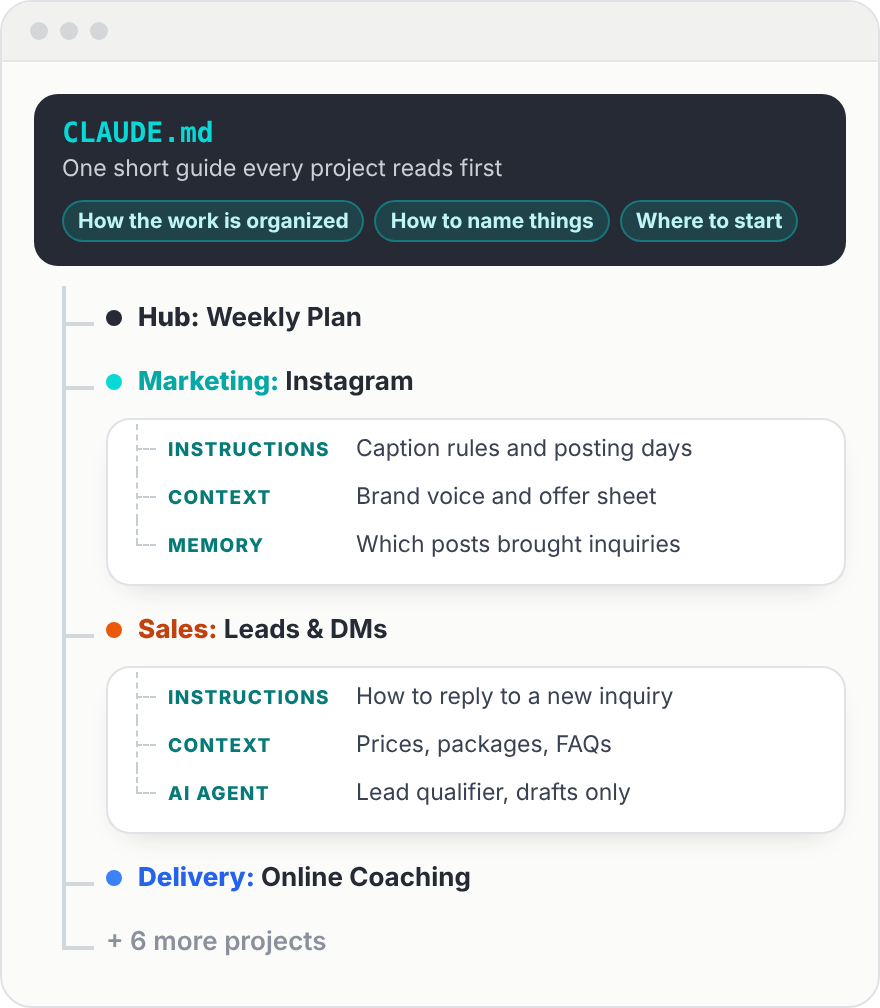 CLAUDE.md
One short guide every project reads first
How the work is organized How to name things Where to start
Hub: Weekly Plan
Marketing: Instagram
INSTRUCTIONS Caption rules and posting days
CONTEXT Brand voice and offer sheet
MEMORY Which posts brought inquiries
Sales: Leads & DMs
INSTRUCTIONS How to reply to a new inquiry
CONTEXT Prices, packages, FAQs
AI AGENT Lead qualifier, drafts only
Delivery: Online Coaching
+ 6 more projects